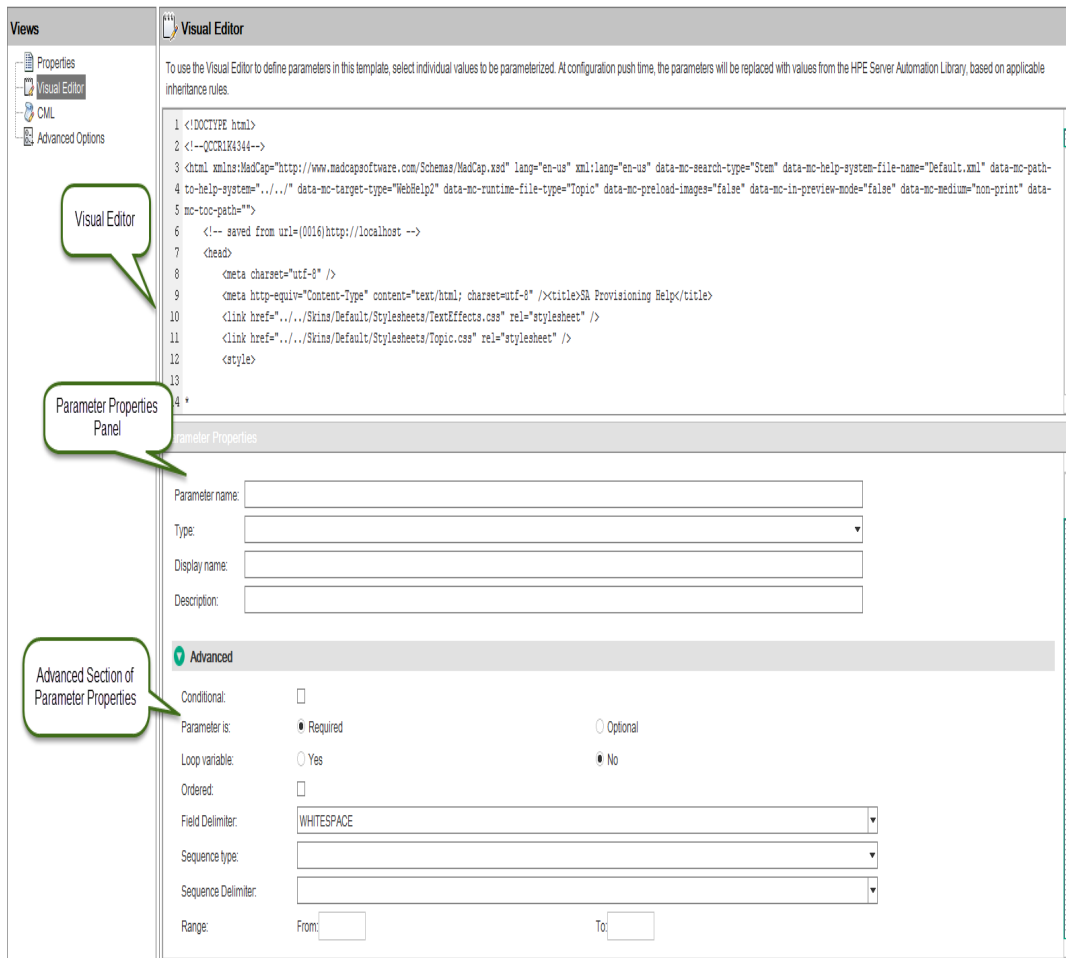 Views
Properties
Visual Editor
CML
Advanced Options
Visual Editor
To use the Visual Editor to define parameters in this template, select individual values to be parameterized. At configuration push time, the parameters will be replaced with values from the HPE Server Automation Library, based on applicable
inheritance rules.
1 <!DOCTYPE html>
2 <!--QCCR1K4344-->
3 <html xmlns:MadCap="http://www.madcapsoftware.com/Schemas/MadCap.xsd" lang="en-us" xml:lang="en-us" data-mc-search-type="Stem" data-mc-help-system-file-name="Default.xml" data-mc-path-
4 to-help-system="../../" data-mc-target-type="WebHelp2" data-mc-runtime-file-type="Topic" data-mc-preload-images="false" data-mc-in-preview-mode="false" data-mc-medium="non-print" data-
5 mc-toc-path="">
6 <!-- saved from url=(0016)http://localhost -->
7 <head>
8 <meta charset="utf-8" />
9 <meta http-equiv="Content-Type" content="text/html; charset=utf-8" /><title>SA Provisioning Help</title>
10 <link href="../../Skins/Default/Stylesheets/TextEffects.css" rel="stylesheet" />
11 <link href="../../Skins/Default/Stylesheets/Topic.css" rel="stylesheet" />
12 <style>
13
14 *
Visual Editor
Parameter Properties
Panel
Parameter Properties
Parameter name:
Type:
Display name:
Description:
Advanced
Advanced Section of
Parameter Properties
Conditional:
Parameter is: Required Optional
Loop variable: Yes No
Ordered:
Field Delimiter: WHITESPACE
Sequence type:
Sequence Delimiter:
Range: From: To: